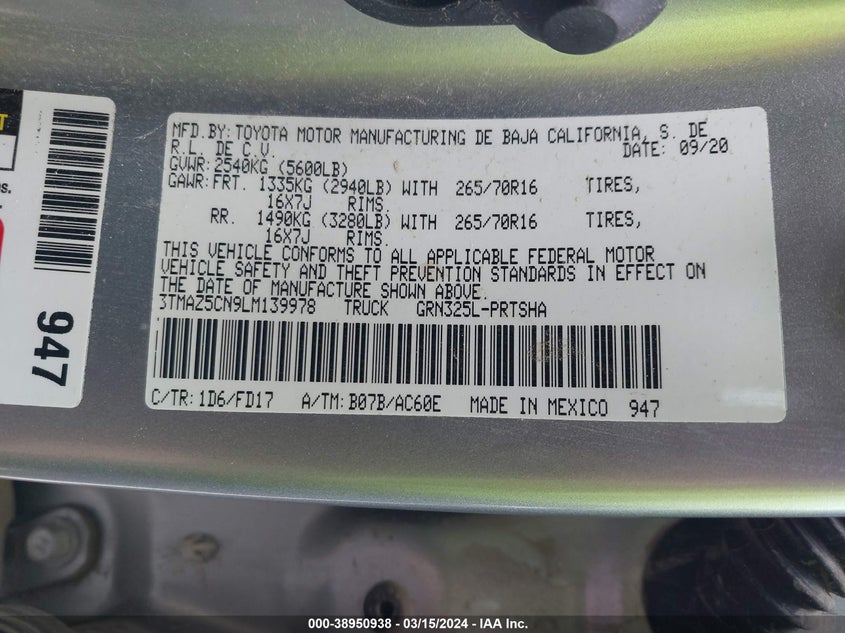 MFD.BY:TOYOTA MOTOR MANUFACTURING DE BAJA CALIFORNIA, S. DE
R.L. DE C.V. DATE: 09/20
GVWR:2540KG (5600LB)
GAWR:FRT. 1335KG (2940LB) WITH 265/70R16 TIRES,
16X7J RIMS.
RR. 1490KG (3280LB) WITH 265/70R16 TIRES,
16X7J RIMS.
THIS VEHICLE CONFORMS TO ALL APPLICABLE FEDERAL MOTOR
VEHICLE SAFETY AND THEFT PREVENTION STANDARDS IN EFFECT ON
THE DATE OF MANUFACTURE SHOWN ABOVE.
3TMAZ5CN9LM139978 TRUCK GRN325L-PRTSHA
C/TR: 1D6/FD17 A/TM: B07B/AC60E MADE IN MEXICO 947
947
000-38950938 - 03/15/2024 - IAAI - PARTNERS, Inc.